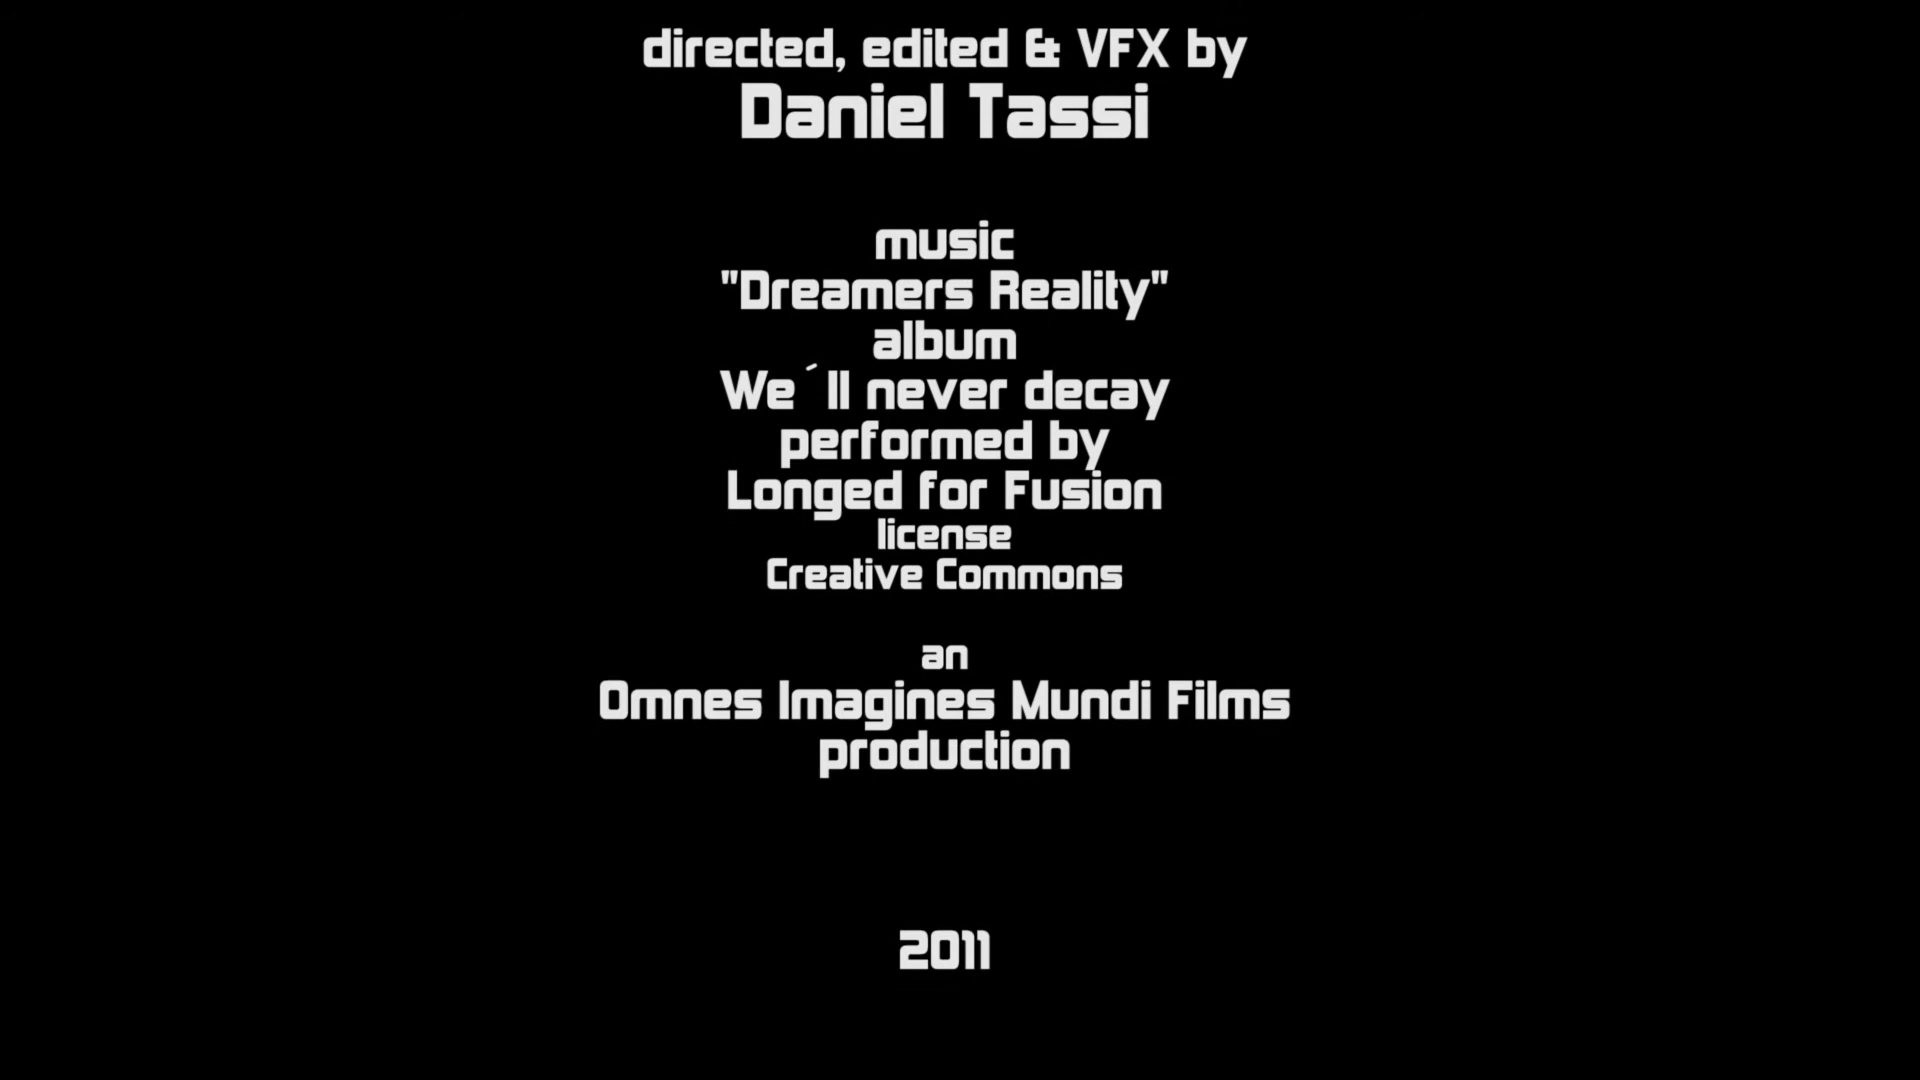 directed, edited & VFX by
Daniel Tassi
music
"Dreamers Reality"
album
We´ll never decay
performed by
Longed for Fusion
license
Creative Commons
an
Omnes Imagines Mundi Films
production
2011